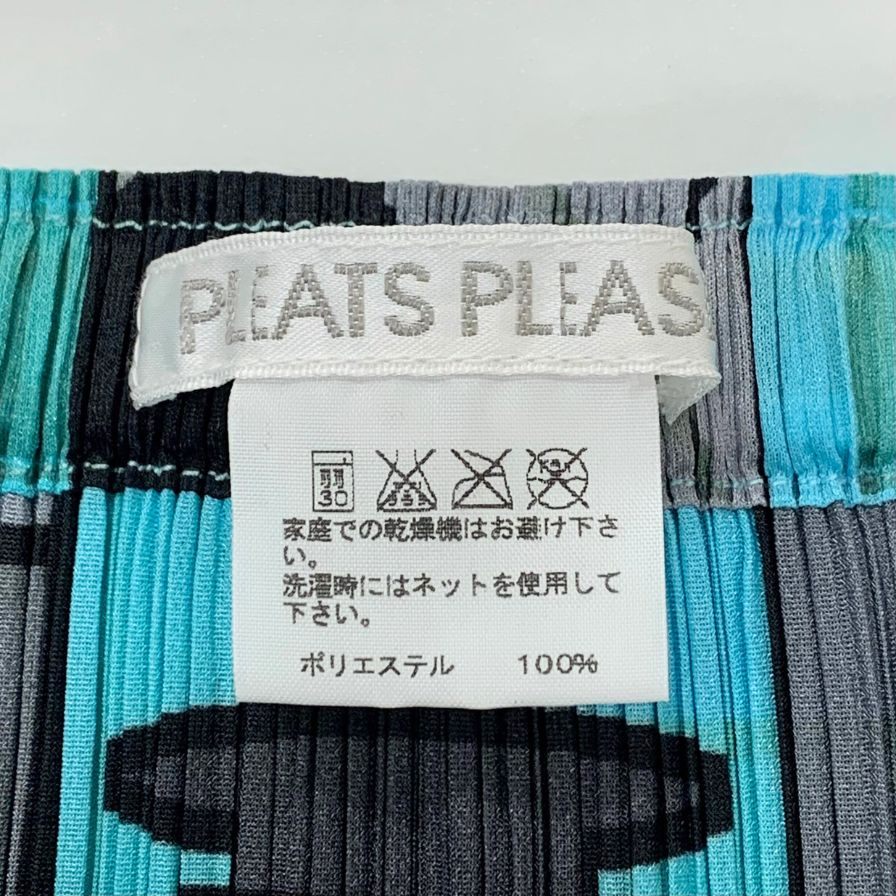 PLEATS PLEAS
弱
30
家庭での乾燥機はお避け下さ
い。
洗濯時にはネットを使用して
下さい。
ポリエステル 100%